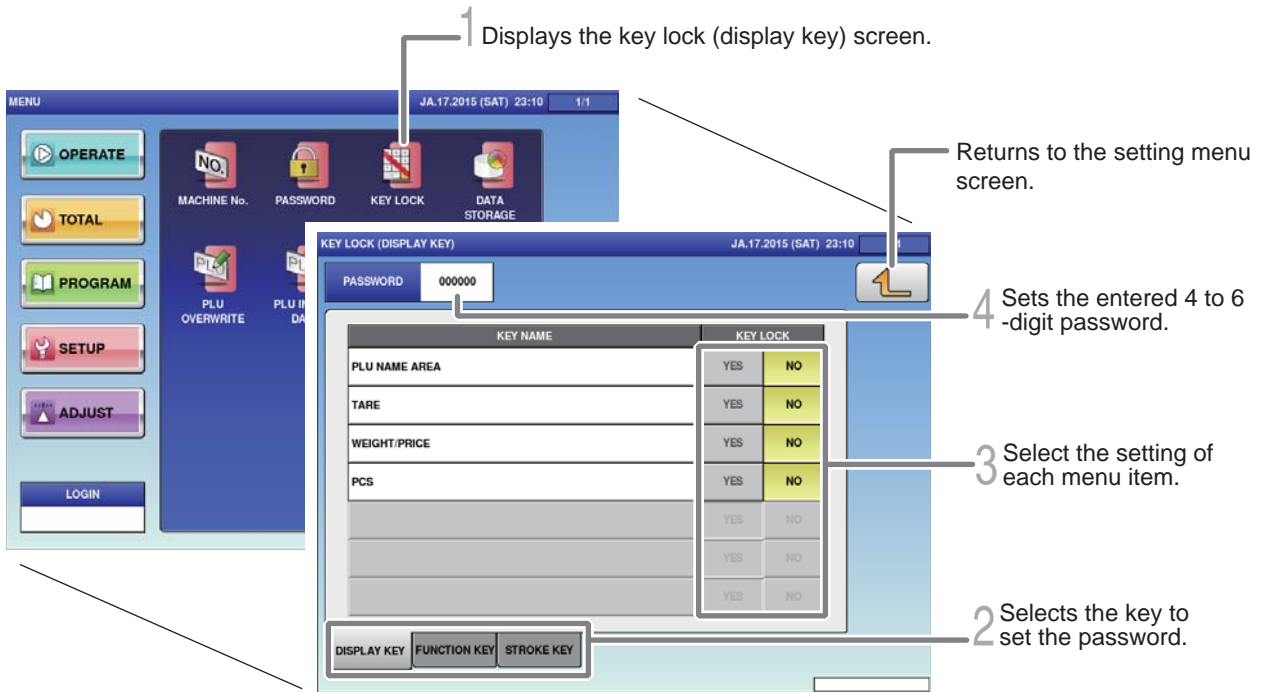 1 Displays the key lock (display key) screen.
MENU
JA.17.2015 (SAT) 23:10
1/1
OPERATE
TOTAL
PROGRAM
SETUP
ADJUST
LOGIN
NO.
MACHINE No.
PASSWORD
KEY LOCK
DATA
STORAGE
PLU
PLU
OVERWRITE
KEY LOCK (DISPLAY KEY)
JA.17.2015 (SAT) 23:10
PASSWORD
000000
KEY NAME
KEY LOCK
PLU NAME AREA
YES
NO
TARE
YES
NO
WEIGHT/PRICE
YES
NO
PCS
YES
NO
YES
NO
YES
NO
YES
NO
DISPLAY KEY
FUNCTION KEY
STROKE KEY
Returns to the setting menu
screen.
4 Sets the entered 4 to 6
-digit password.
3 Select the setting of
each menu item.
2 Selects the key to
set the password.